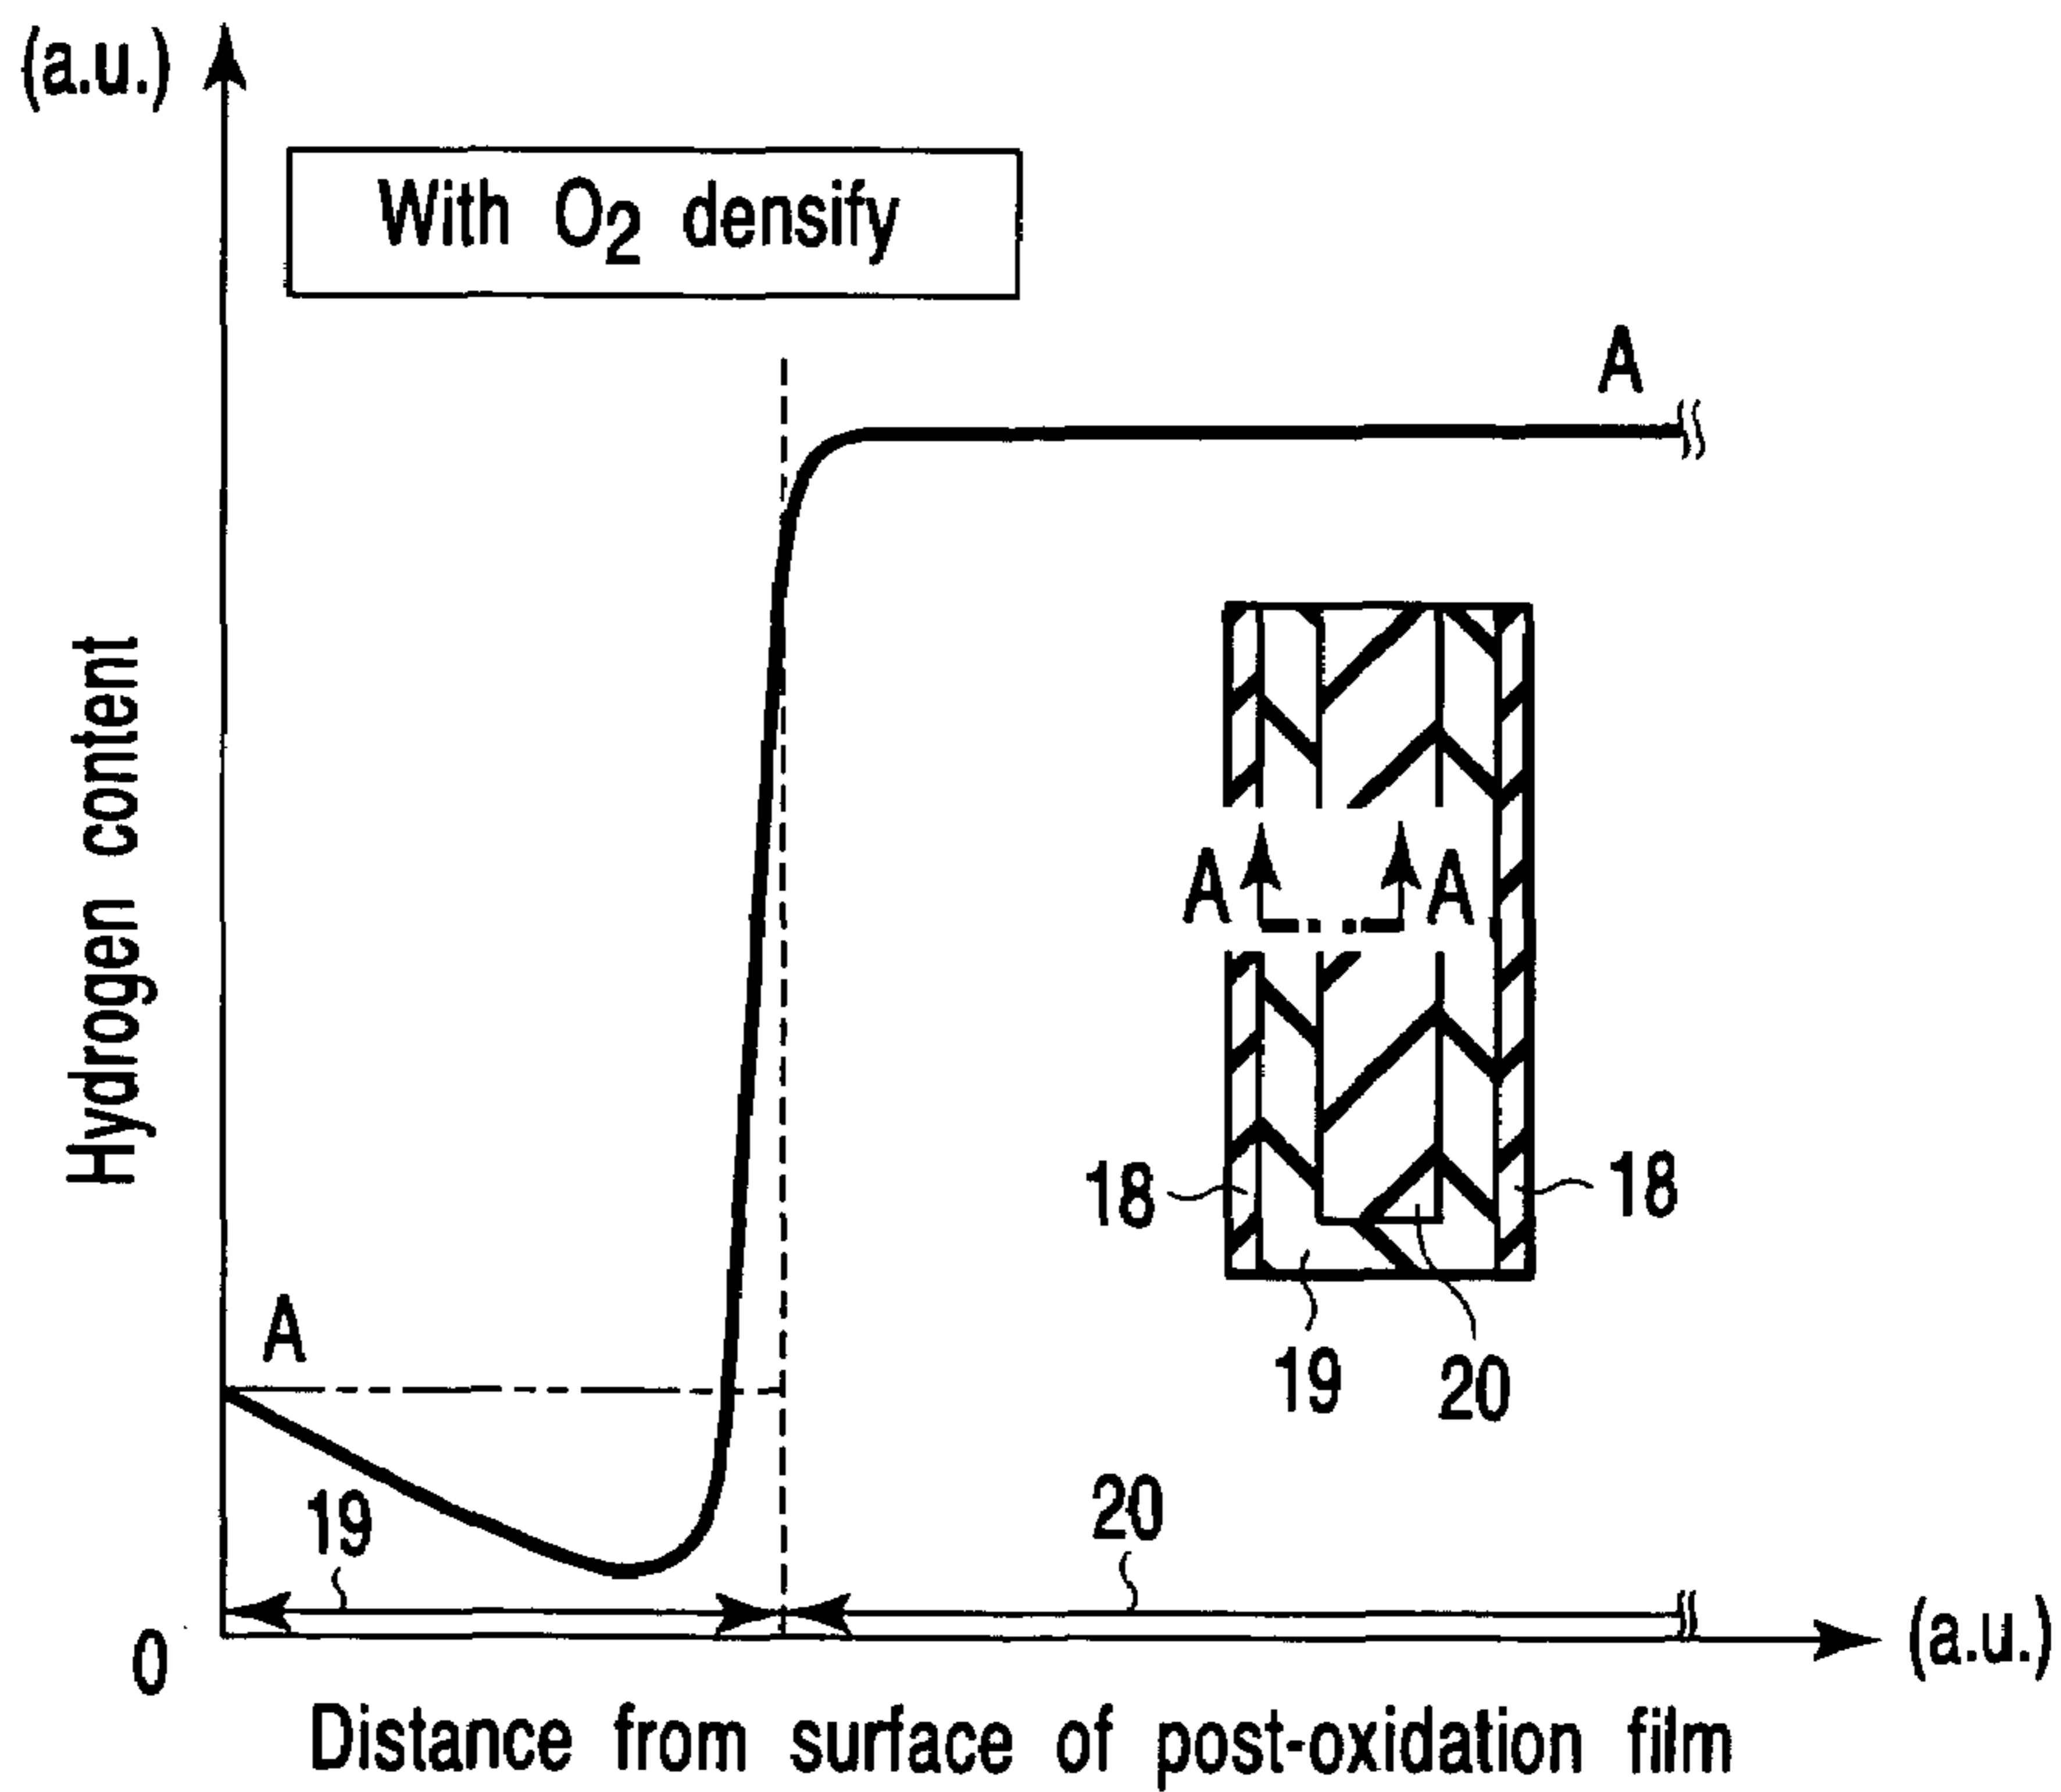 (a.u.)
With O2 densify
A
Hydrogen content
A A
18 18
19 20
A
19 20
0
(a.u.)
Distance from surface of post-oxidation film